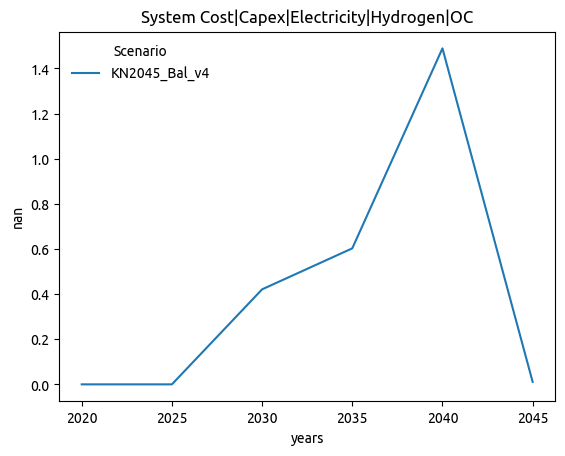 System Cost|Capex|Electricity|Hydrogen|OC
Scenario
KN2045_Bal_v4
1.4
1.2
1.0
0.8
0.6
0.4
0.2
0.0
nan
2020 2025 2030 2035 2040 2045
years